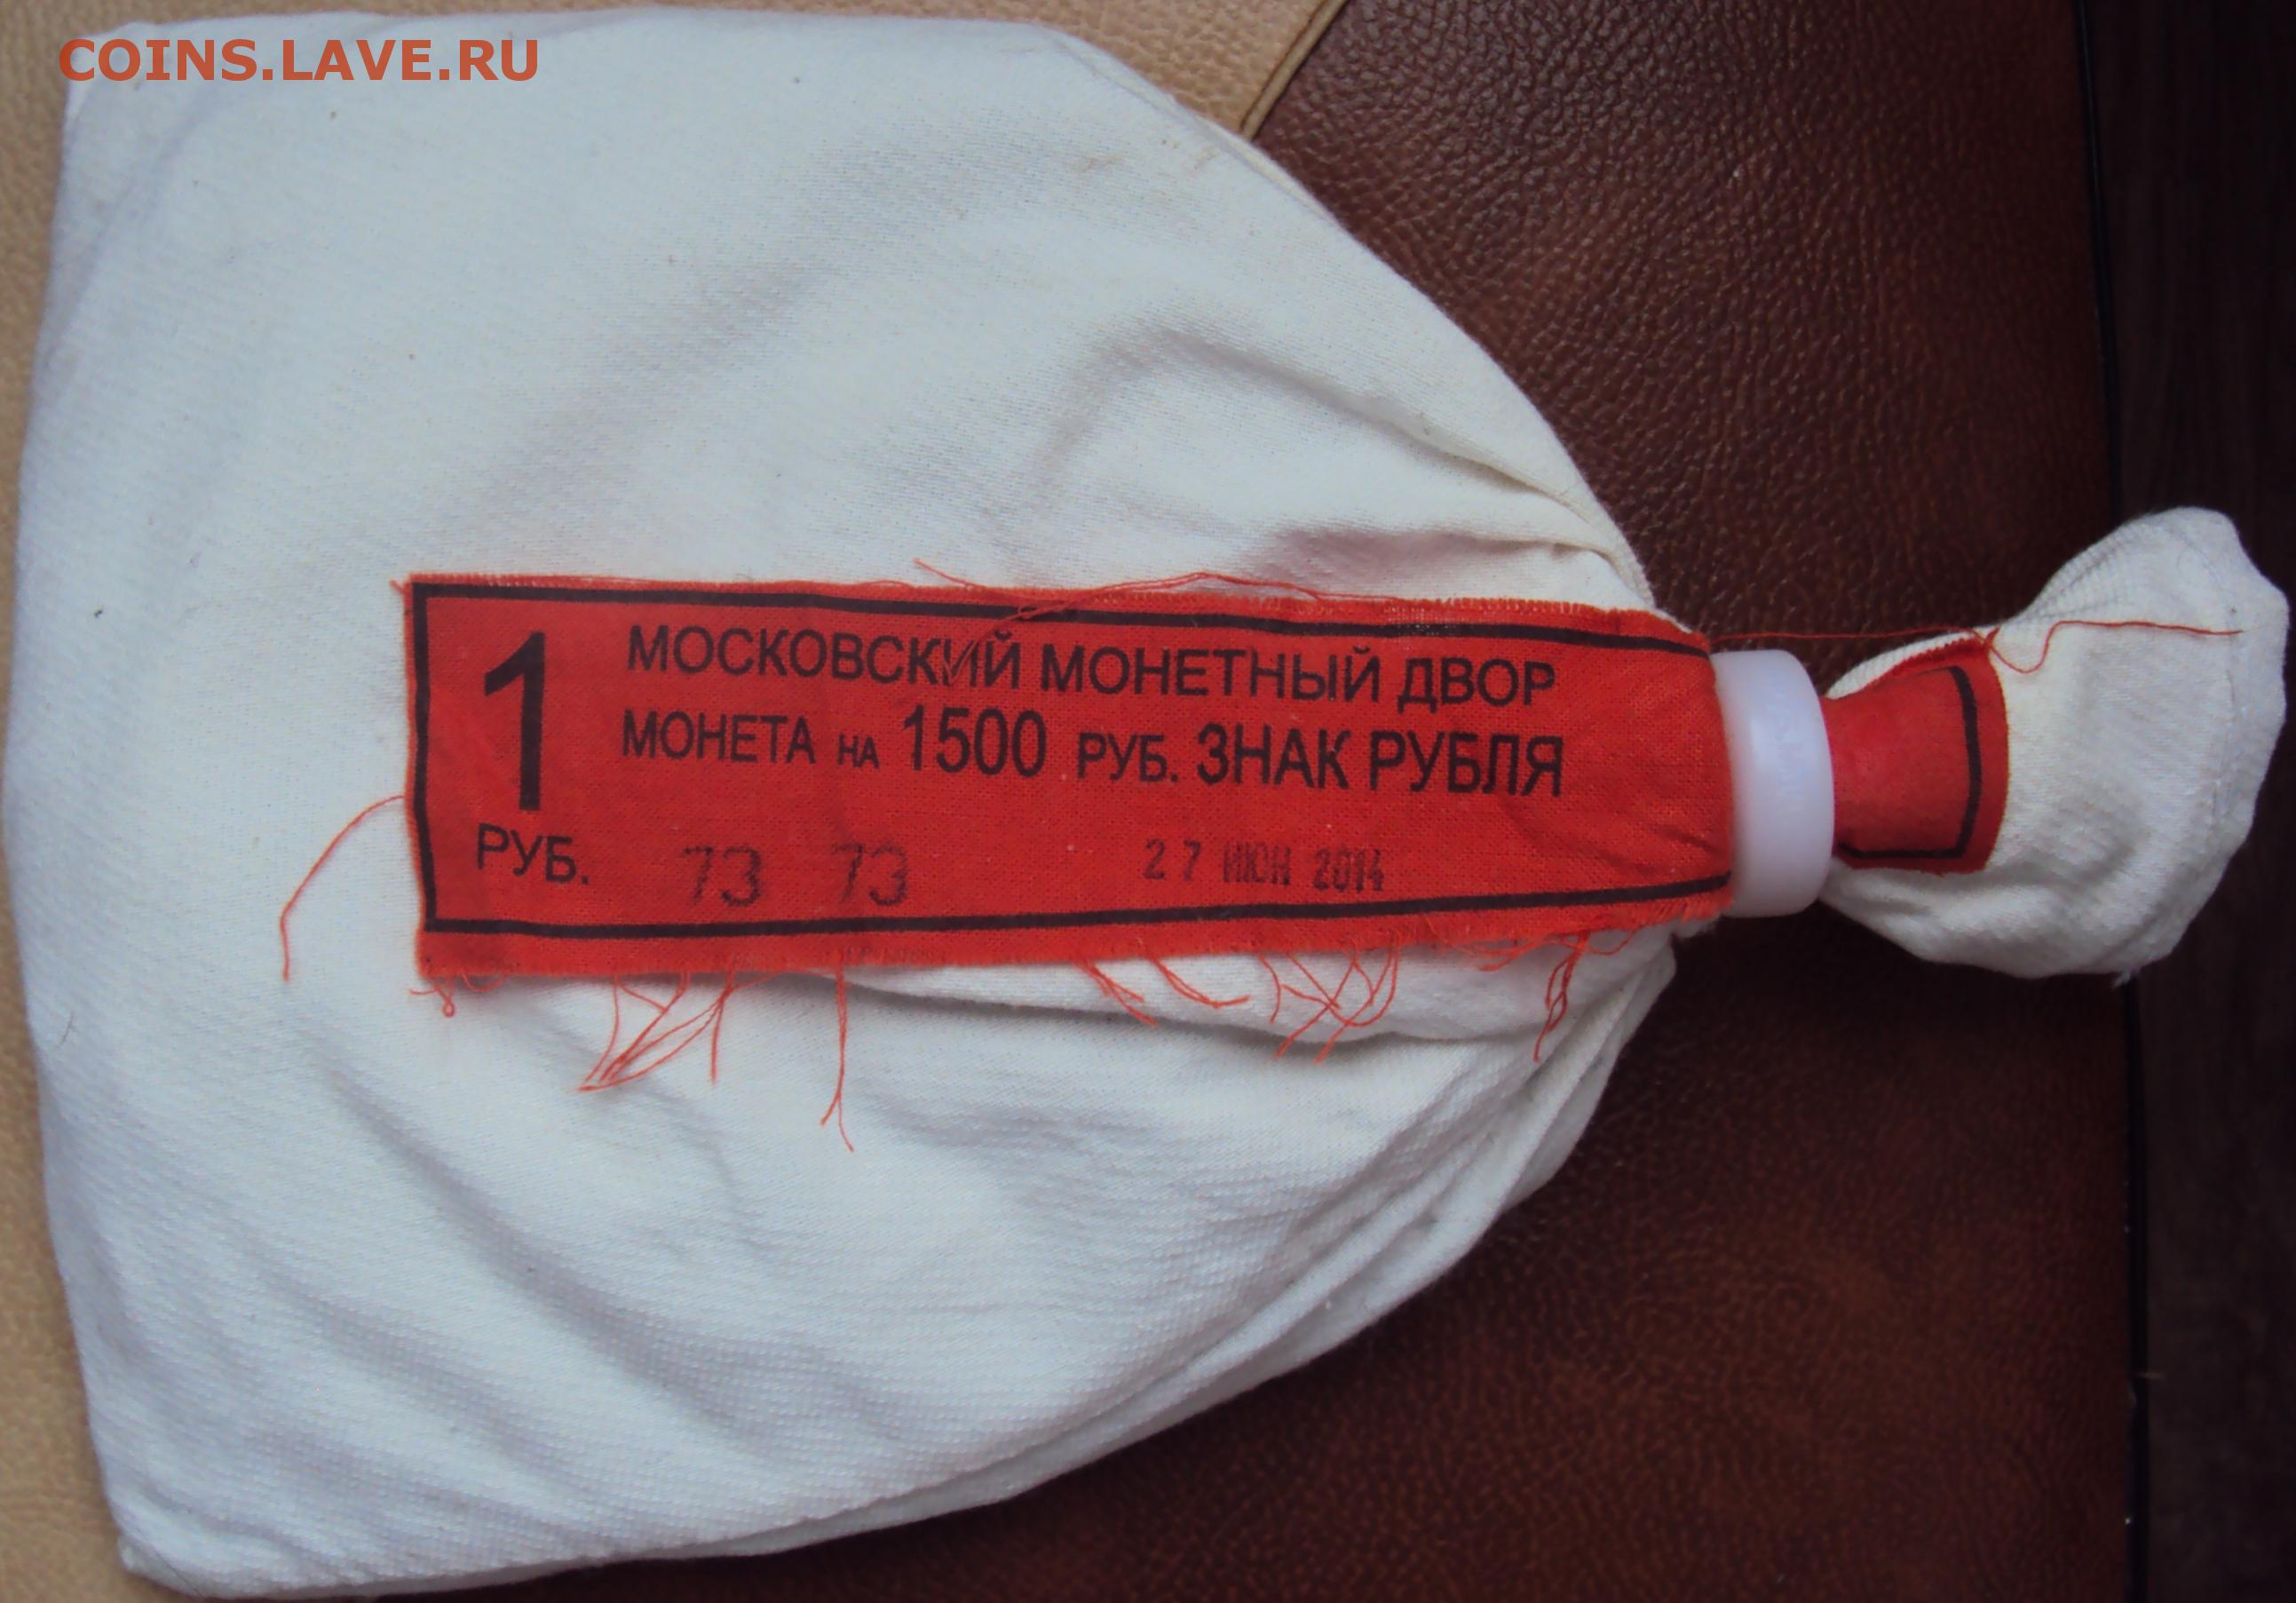 COINS.LAVE.RU
1 РУБ.
МОСКОВСКИЙ МОНЕТНЫЙ ДВОР
МОНЕТА НА 1500 РУБ. ЗНАК РУБЛЯ
73 73 27 ИЮН 2014